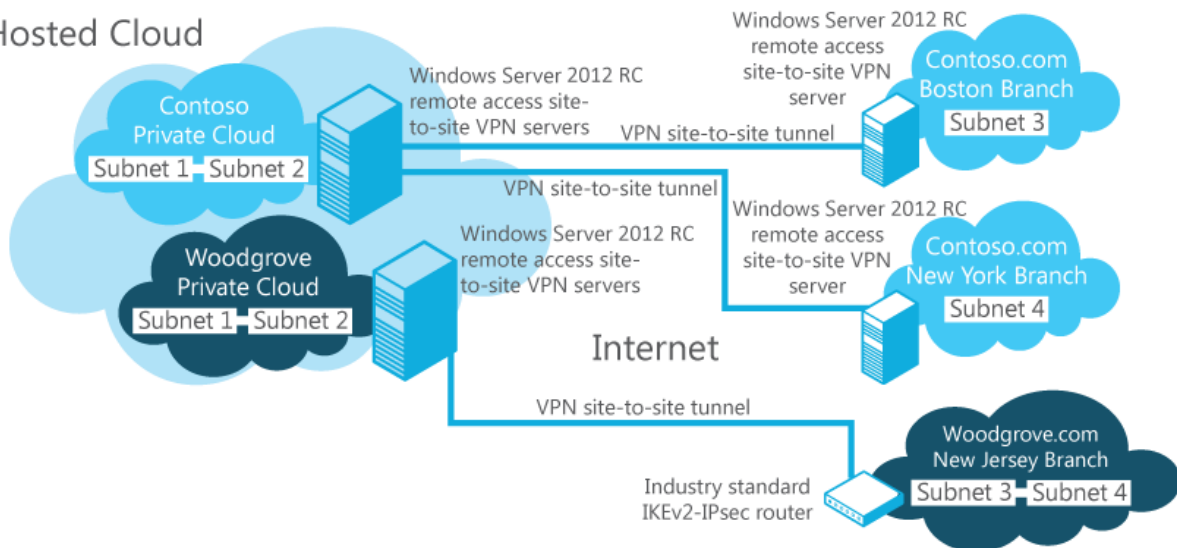 Hosted Cloud
Contoso
Private Cloud
Subnet 1
Subnet 2
Windows Server 2012 RC
remote access site-
to-site VPN servers
VPN site-to-site tunnel
Windows Server 2012 RC
remote access
site-to-site VPN
server
Contoso.com
Boston Branch
Subnet 3
VPN site-to-site tunnel
Windows Server 2012 RC
remote access
site-to-site VPN
server
Contoso.com
New York Branch
Subnet 4
Woodgrove
Private Cloud
Subnet 1
Subnet 2
Windows Server 2012 RC
remote access site-
to-site VPN servers
Internet
VPN site-to-site tunnel
Industry standard
IKEv2-IPsec router
Woodgrove.com
New Jersey Branch
Subnet 3
Subnet 4